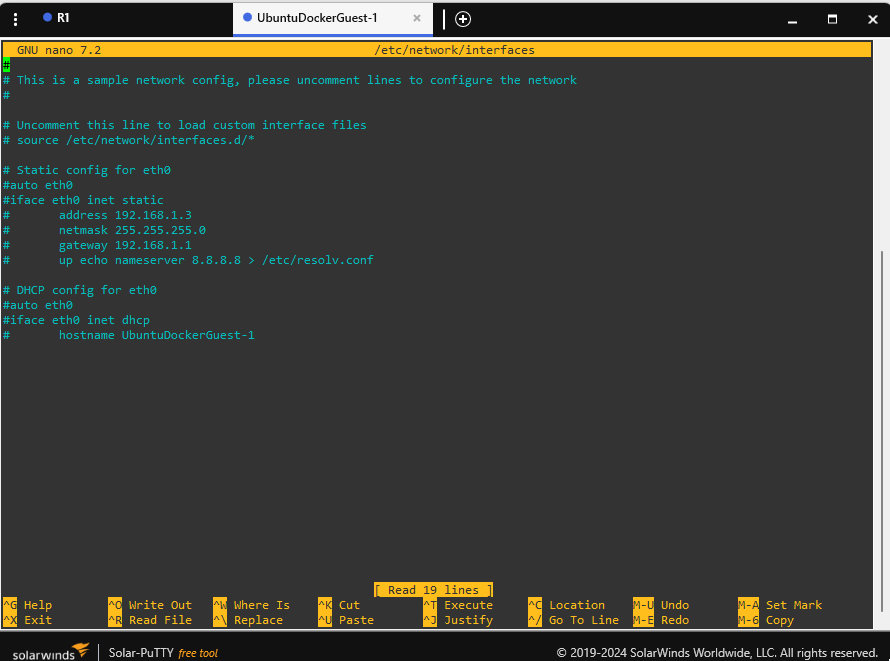 R1 UbuntuDockerGuest-1
GNU nano 7.2 /etc/network/interfaces
#
# This is a sample network config, please uncomment lines to configure the network
#
# Uncomment this line to load custom interface files
# source /etc/network/interfaces.d/*
# Static config for eth0
#auto eth0
#iface eth0 inet static
# address 192.168.1.3
# netmask 255.255.255.0
# gateway 192.168.1.1
# up echo nameserver 8.8.8.8 > /etc/resolv.conf
# DHCP config for eth0
#auto eth0
#iface eth0 inet dhcp
# hostname UbuntuDockerGuest-1
[ Read 19 lines ]
^G Help ^O Write Out ^W Where Is ^K Cut ^T Execute ^C Location M-U Undo M-A Set Mark
^X Exit ^R Read File ^\ Replace ^U Paste ^J Justify ^/ Go To Line M-E Redo M-6 Copy
solarwinds Solar-PuTTY free tool © 2019-2024 SolarWinds Worldwide, LLC. All rights reserved.